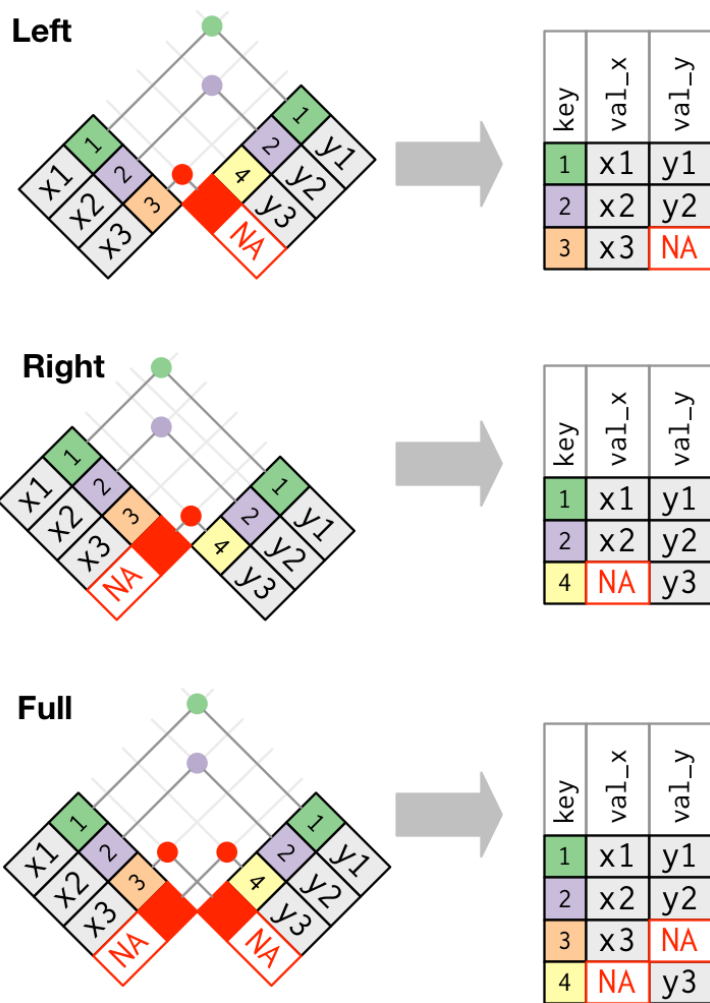 Left
1 2 3
x1 x2 x3
1 2 4
y1 y2 y3
NA
key val_x val_y
1 x1 y1
2 x2 y2
3 x3 NA
Right
1 2 3
x1 x2 x3
NA
1 2 4
y1 y2 y3
key val_x val_y
1 x1 y1
2 x2 y2
4 NA y3
Full
1 2 3
x1 x2 x3
NA
1 2 4
y1 y2 y3
NA
key val_x val_y
1 x1 y1
2 x2 y2
3 x3 NA
4 NA y3